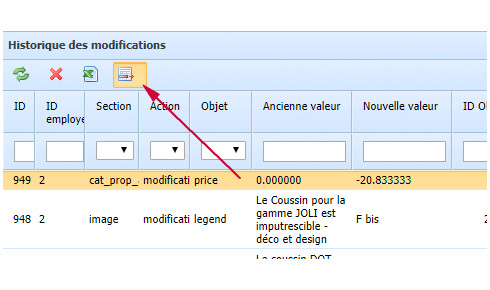 Historique des modifications
ID ID employe Section Action Objet Ancienne valeur Nouvelle valeur ID
949 2 cat_prop_ modificati price 0.000000 -20.833333
948 2 image modificati legend Le Coussin pour la gamme JOLI est imputrescible - déco et design F bis
Le coussin DOT